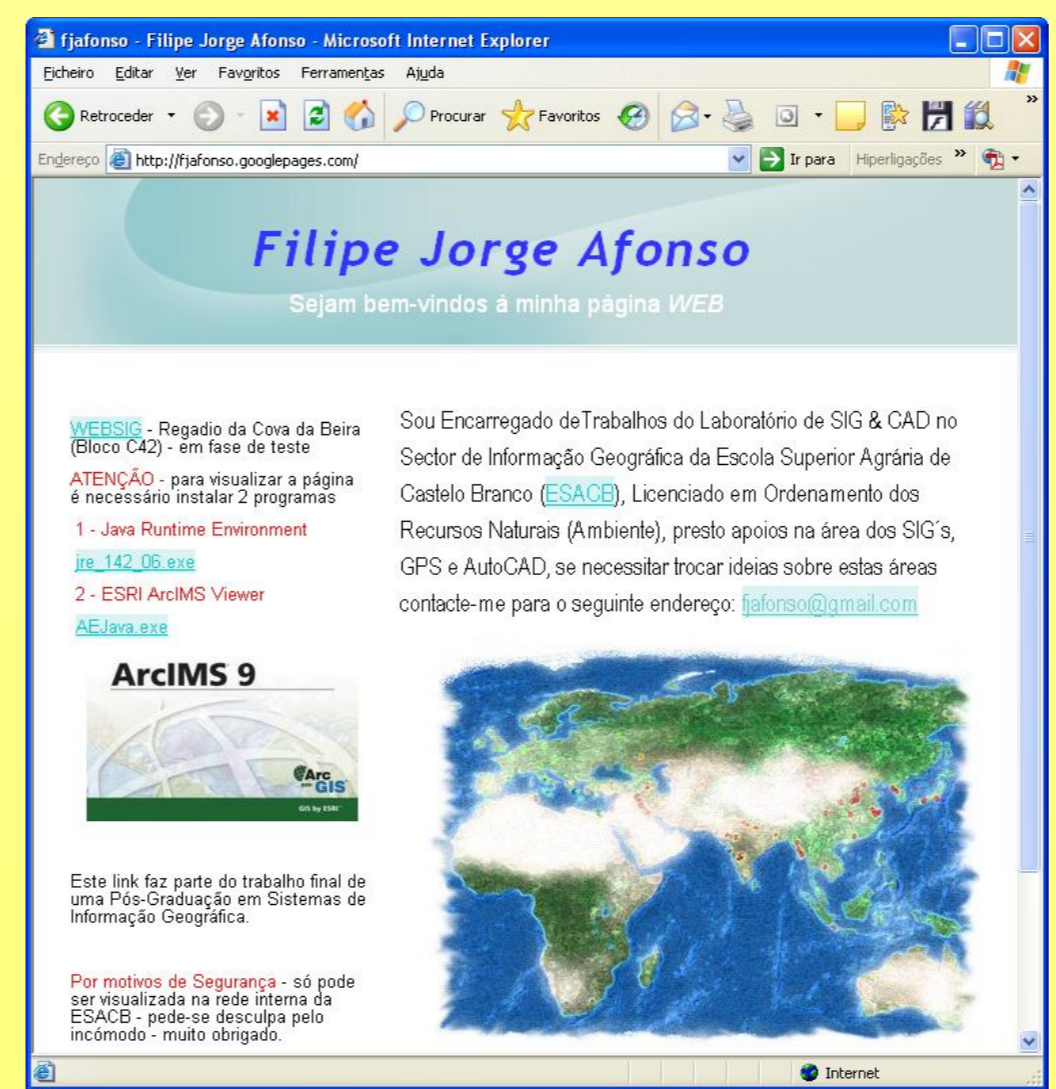 fjafonso - Filipe Jorge Afonso - Microsoft Internet Explorer
Ficheiro Editar Ver Favoritos Ferramentas Ajuda
Retroceder Procurar Favoritos »
Endereço http://fjafonso.googlepages.com/ Ir para Hiperligações »
Filipe Jorge Afonso
Sejam bem-vindos à minha página WEB
WEBSIG - Regadio da Cova da Beira
(Bloco C42) - em fase de teste
ATENÇÃO - para visualizar a página
é necessário instalar 2 programas
1 - Java Runtime Environment
jre_142_06.exe
2 - ESRI ArcIMS Viewer
AEJava.exe
ArcIMS 9
Arc
GIS
GIS by ESRI™
Este link faz parte do trabalho final de
uma Pós-Graduação em Sistemas de
Informação Geográfica.
Por motivos de Segurança - só pode
ser visualizada na rede interna da
ESACB - pede-se desculpa pelo
incómodo - muito obrigado.
Sou Encarregado deTrabalhos do Laboratório de SIG & CAD no
Sector de Informação Geográfica da Escola Superior Agrária de
Castelo Branco (ESACB), Licenciado em Ordenamento dos
Recursos Naturais (Ambiente), presto apoios na área dos SIG´s,
GPS e AutoCAD, se necessitar trocar ideias sobre estas áreas
contacte-me para o seguinte endereço: fjafonso@gmail.com
Internet